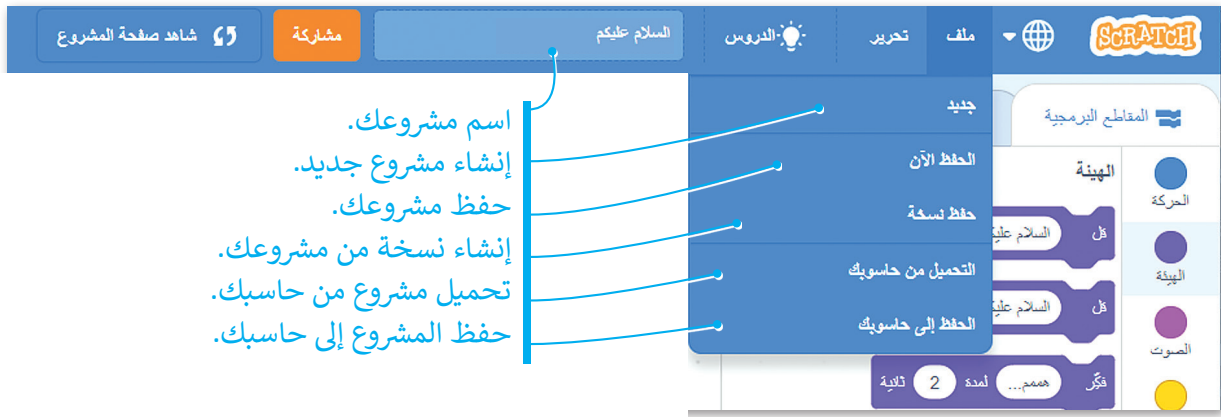 SCRATCH
ملف
تحرير
الدروس
السلام عليكم
مشاركة
شاهد صفحة المشروع
جديد
الحفظ الآن
حفظ نسخة
التحميل من حاسوبك
الحفظ إلى حاسوبك
اسم مشروعك.
إنشاء مشروع جديد.
حفظ مشروعك.
إنشاء نسخة من مشروعك.
تحميل مشروع من حاسبك.
حفظ المشروع إلى حاسبك.
المقاطع البرمجية
الحركة
الهيئة
الصوت
الهيئة
قل السلام
قل السلام
فكّر هممم... لمدة 2 ثانية